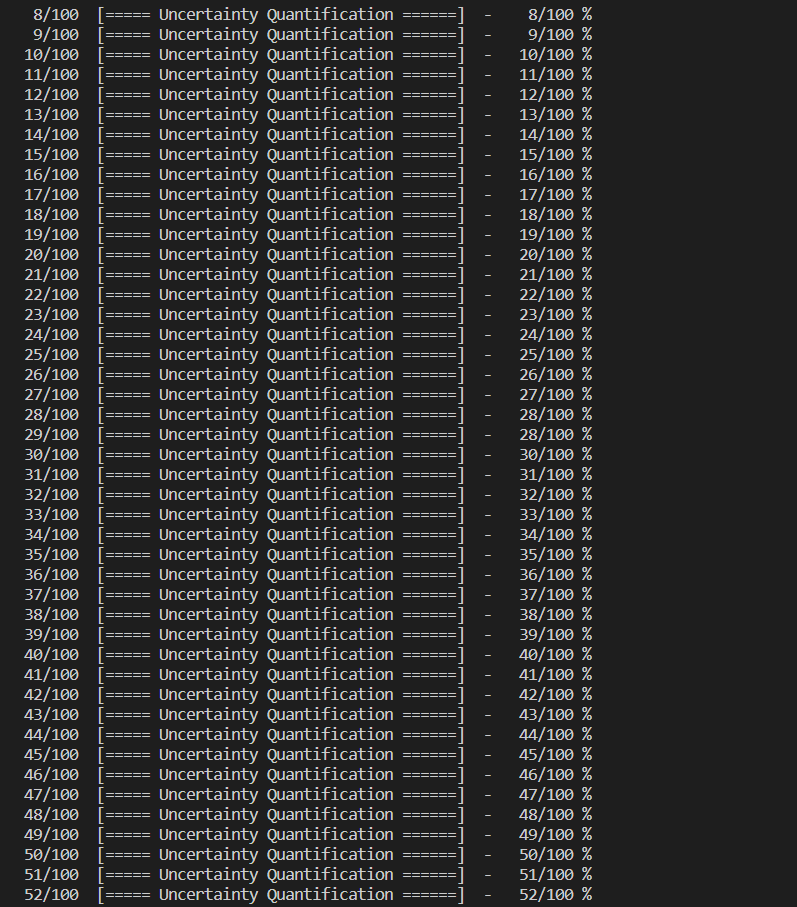 8/100 [===== Uncertainty Quantification ======] - 8/100 %
9/100 [===== Uncertainty Quantification ======] - 9/100 %
10/100 [===== Uncertainty Quantification ======] - 10/100 %
11/100 [===== Uncertainty Quantification ======] - 11/100 %
12/100 [===== Uncertainty Quantification ======] - 12/100 %
13/100 [===== Uncertainty Quantification ======] - 13/100 %
14/100 [===== Uncertainty Quantification ======] - 14/100 %
15/100 [===== Uncertainty Quantification ======] - 15/100 %
16/100 [===== Uncertainty Quantification ======] - 16/100 %
17/100 [===== Uncertainty Quantification ======] - 17/100 %
18/100 [===== Uncertainty Quantification ======] - 18/100 %
19/100 [===== Uncertainty Quantification ======] - 19/100 %
20/100 [===== Uncertainty Quantification ======] - 20/100 %
21/100 [===== Uncertainty Quantification ======] - 21/100 %
22/100 [===== Uncertainty Quantification ======] - 22/100 %
23/100 [===== Uncertainty Quantification ======] - 23/100 %
24/100 [===== Uncertainty Quantification ======] - 24/100 %
25/100 [===== Uncertainty Quantification ======] - 25/100 %
26/100 [===== Uncertainty Quantification ======] - 26/100 %
27/100 [===== Uncertainty Quantification ======] - 27/100 %
28/100 [===== Uncertainty Quantification ======] - 28/100 %
29/100 [===== Uncertainty Quantification ======] - 28/100 %
30/100 [===== Uncertainty Quantification ======] - 30/100 %
31/100 [===== Uncertainty Quantification ======] - 31/100 %
32/100 [===== Uncertainty Quantification ======] - 32/100 %
33/100 [===== Uncertainty Quantification ======] - 33/100 %
34/100 [===== Uncertainty Quantification ======] - 34/100 %
35/100 [===== Uncertainty Quantification ======] - 35/100 %
36/100 [===== Uncertainty Quantification ======] - 36/100 %
37/100 [===== Uncertainty Quantification ======] - 37/100 %
38/100 [===== Uncertainty Quantification ======] - 38/100 %
39/100 [===== Uncertainty Quantification ======] - 39/100 %
40/100 [===== Uncertainty Quantification ======] - 40/100 %
41/100 [===== Uncertainty Quantification ======] - 41/100 %
42/100 [===== Uncertainty Quantification ======] - 42/100 %
43/100 [===== Uncertainty Quantification ======] - 43/100 %
44/100 [===== Uncertainty Quantification ======] - 44/100 %
45/100 [===== Uncertainty Quantification ======] - 45/100 %
46/100 [===== Uncertainty Quantification ======] - 46/100 %
47/100 [===== Uncertainty Quantification ======] - 47/100 %
48/100 [===== Uncertainty Quantification ======] - 48/100 %
49/100 [===== Uncertainty Quantification ======] - 49/100 %
50/100 [===== Uncertainty Quantification ======] - 50/100 %
51/100 [===== Uncertainty Quantification ======] - 51/100 %
52/100 [===== Uncertainty Quantification ======] - 52/100 %